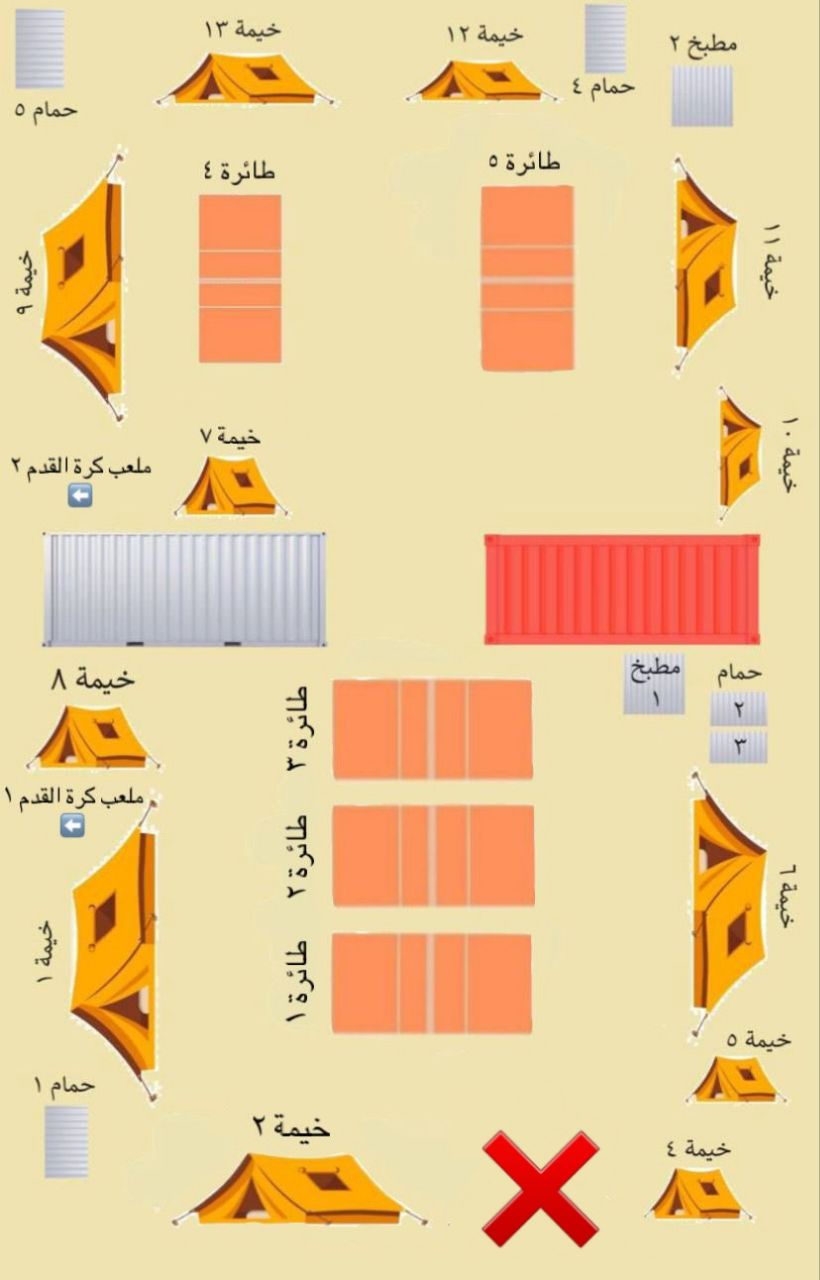 خيمة ١٣
خيمة ١٢
مطبخ ٢
حمام ٤
حمام ٥
طائرة ٥
طائرة ٤
خيمة ١١
خيمة ٩
خيمة ١٠
خيمة ٧
ملعب كرة القدم ٢
مطبخ
١
حمام
٢
٣
خيمة ٨
طائرة ٣
ملعب كرة القدم ١
طائرة ٢
خيمة ٦
خيمة ١
طائرة ١
خيمة ٥
حمام ١
خيمة ٢
خيمة ٤